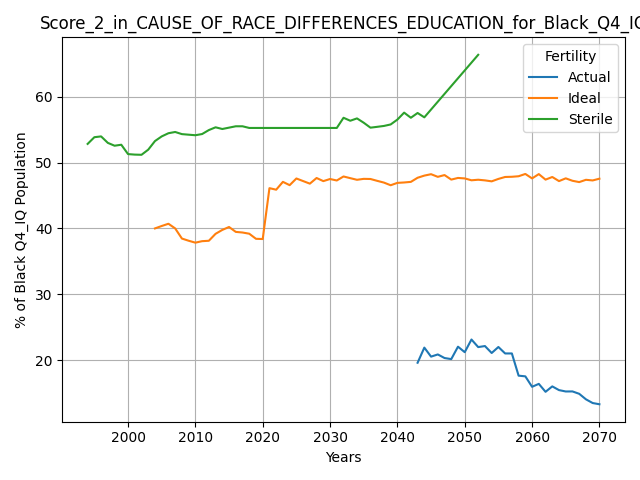 Score_2_in_CAUSE_OF_RACE_DIFFERENCES_EDUCATION_for_Black_Q4_IQ
Fertility
Actual
Ideal
Sterile
% of Black Q4_IQ Population
60
50
40
30
20
2000 2010 2020 2030 2040 2050 2060 2070
Years